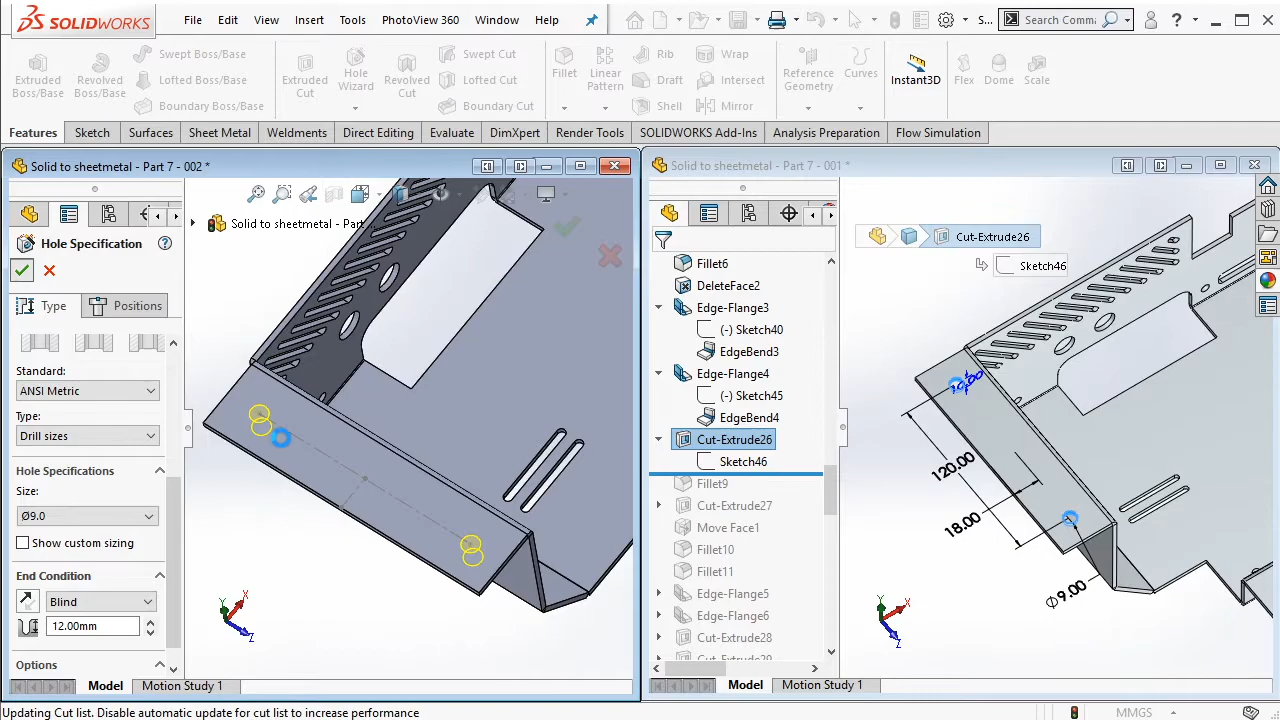 SOLIDWORKS
File Edit View Insert Tools PhotoView 360 Window Help
S...
Search Comma
Extruded Boss/Base
Revolved Boss/Base
Swept Boss/Base
Lofted Boss/Base
Boundary Boss/Base
Extruded Cut
Hole Wizard
Revolved Cut
Swept Cut
Lofted Cut
Boundary Cut
Fillet
Linear Pattern
Rib
Draft
Shell
Wrap
Intersect
Mirror
Reference Geometry
Curves
Instant3D
Flex
Dome
Scale
Features Sketch Surfaces Sheet Metal Weldments Direct Editing Evaluate DimXpert Render Tools SOLIDWORKS Add-Ins Analysis Preparation Flow Simulation
Solid to sheetmetal - Part 7 - 002 *
Solid to sheetmetal - Par
Hole Specification
Type
Positions
Standard:
ANSI Metric
Type:
Drill sizes
Hole Specifications
Size:
Ø9.0
Show custom sizing
End Condition
Blind
12.00mm
Options
Y
X
Z
Model Motion Study 1
Solid to sheetmetal - Part 7 - 001 *
Fillet6
DeleteFace2
Edge-Flange3
(-) Sketch40
EdgeBend3
Edge-Flange4
(-) Sketch45
EdgeBend4
Cut-Extrude26
Sketch46
Fillet9
Cut-Extrude27
Move Face1
Fillet10
Fillet11
Edge-Flange5
Edge-Flange6
Cut-Extrude28
Cut-Extrude29
Cut-Extrude26
Sketch46
120.00
18.00
Ø9.00
Y
X
Z
Model Motion Study 1
Updating Cut list. Disable automatic update for cut list to increase performance
MMGS